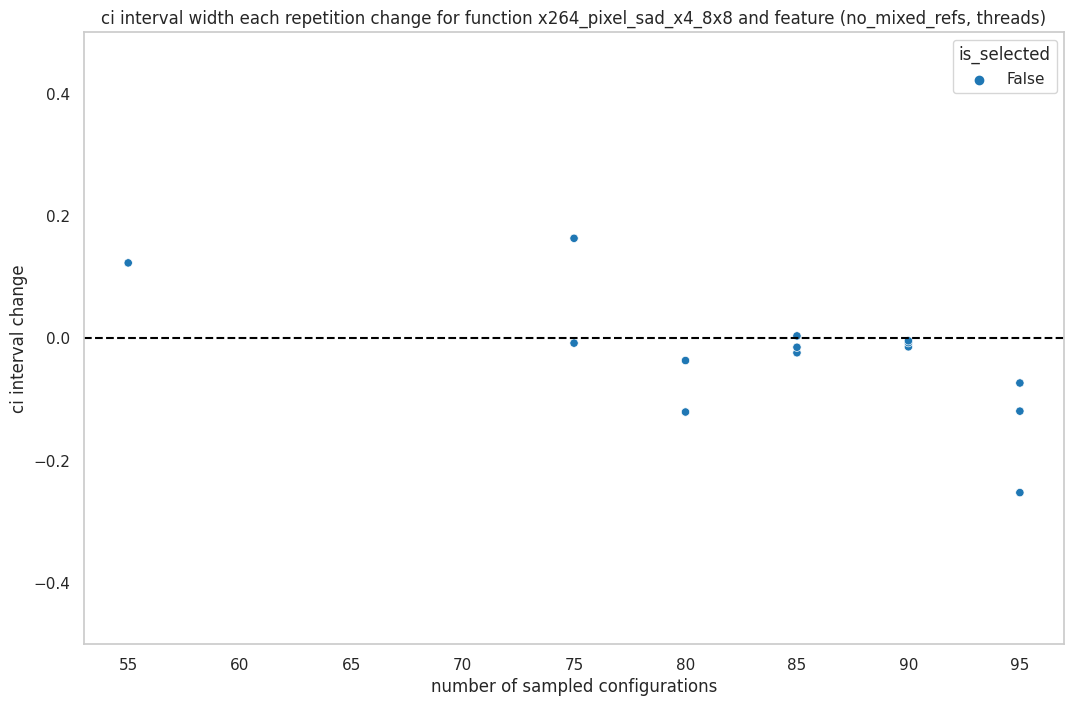 ci interval width each repetition change for function x264_pixel_sad_x4_8x8 and feature (no_mixed_refs, threads)
is_selected
False
0.4
0.2
0.0
−0.2
−0.4
ci interval change
55 60 65 70 75 80 85 90 95
number of sampled configurations